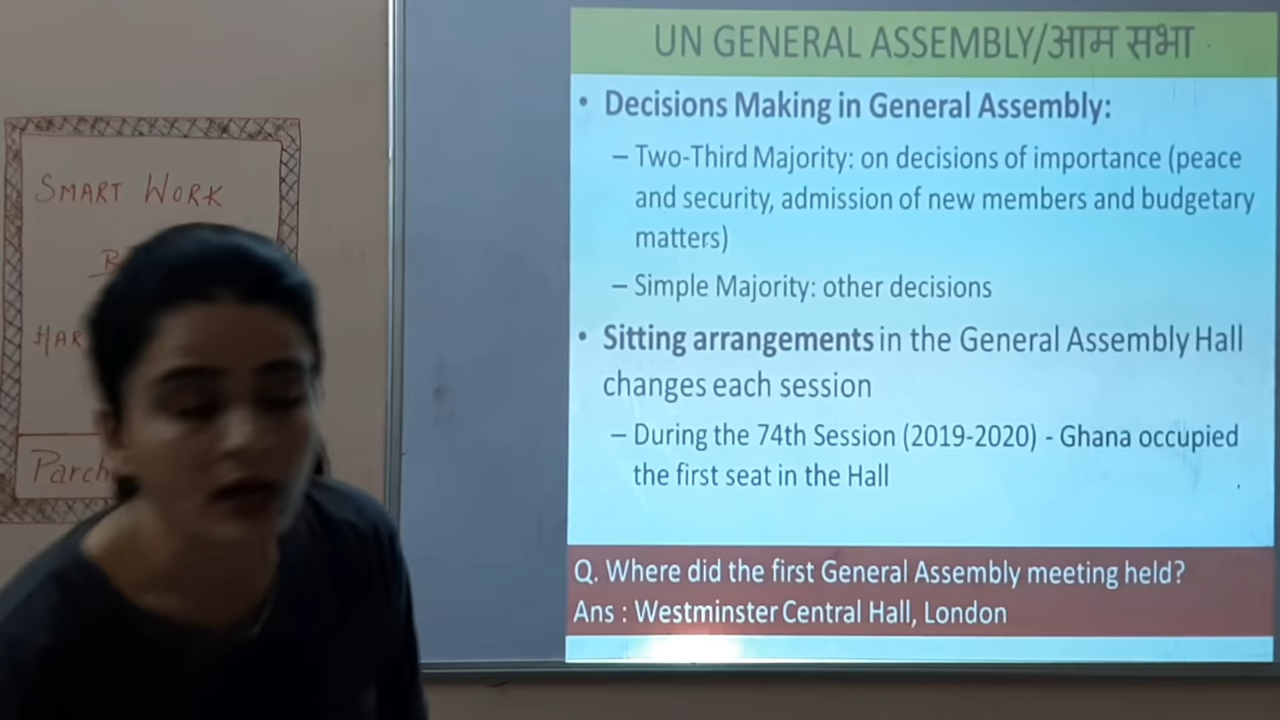 SMART WORK
UN GENERAL ASSEMBLY/आम सभा
• Decisions Making in General Assembly:
– Two-Third Majority: on decisions of importance (peace
and security, admission of new members and budgetary
matters)
– Simple Majority: other decisions
• Sitting arrangements in the General Assembly Hall
changes each session
– During the 74th Session (2019-2020) - Ghana occupied
the first seat in the Hall
Q. Where did the first General Assembly meeting held?
Ans : Westminster Central Hall, London